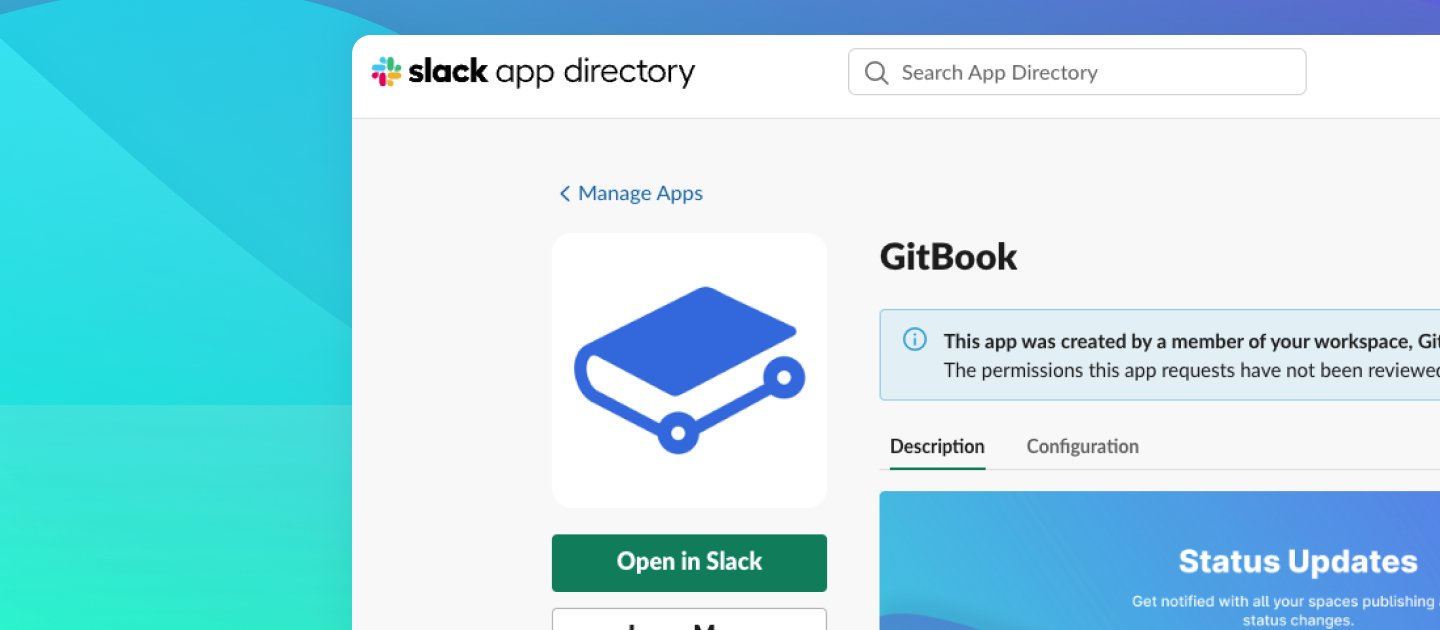 slack app directory
Search App Directory
Manage Apps
GitBook
This app was created by a member of your workspace,
The permissions this app requests have not been reviewed
Description
Configuration
Open in Slack
Status Updates
Get notified with all your spaces publishing
status changes.